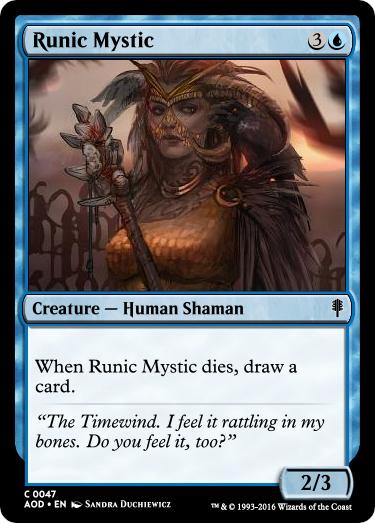 Runic Mystic 3
Creature — Human Shaman
When Runic Mystic dies, draw a
card.
“The Timewind. I feel it rattling in my
bones. Do you feel it, too?”
2/3
C 0047
AOD • EN Sandra Duchiewicz
™ & © 1993-2016 Wizards of the Coast